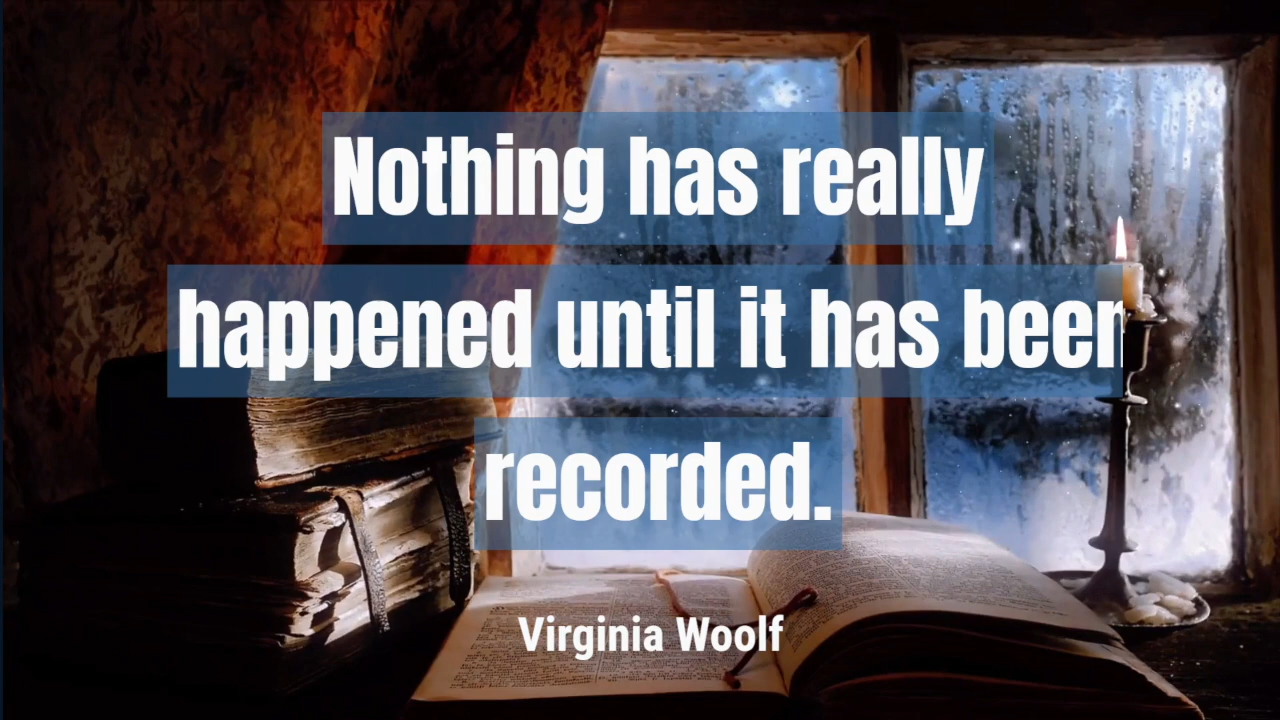 Nothing has really
happened until it has been
recorded.
Virginia Woolf